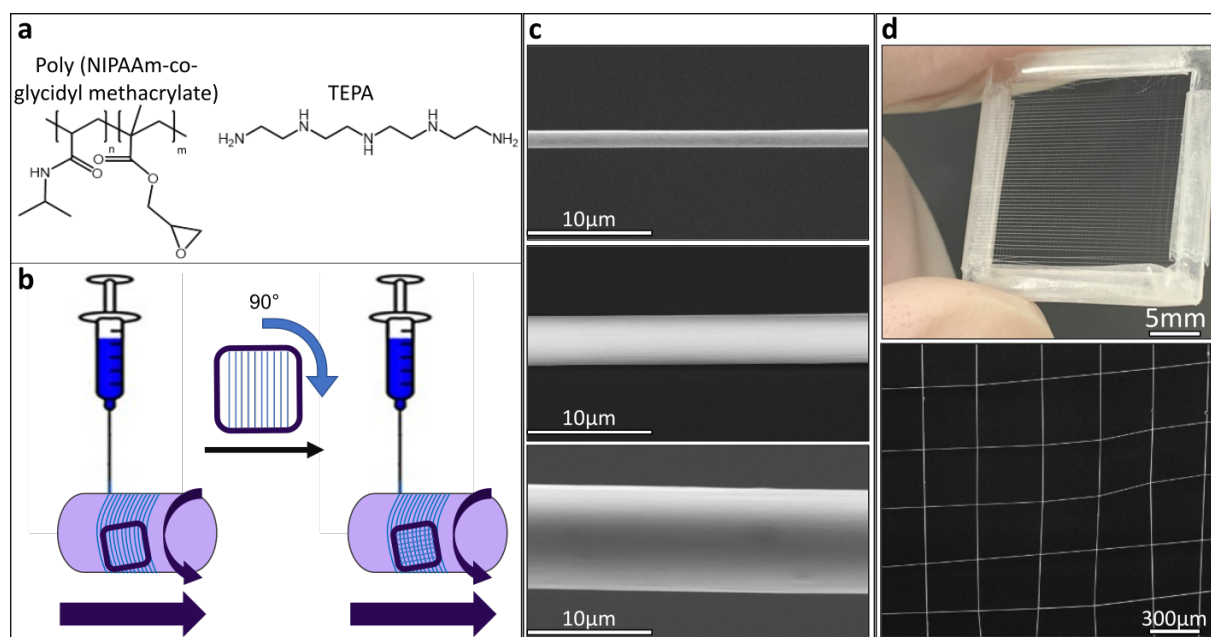 a
Poly (NIPAAm-co-
glycidyl methacrylate)
TEPA
n
m
HN
O
O
O
O
H2N
H
N
N
H
H
N
NH2
b
90°
c
10μm
10μm
10μm
d
5mm
300μm